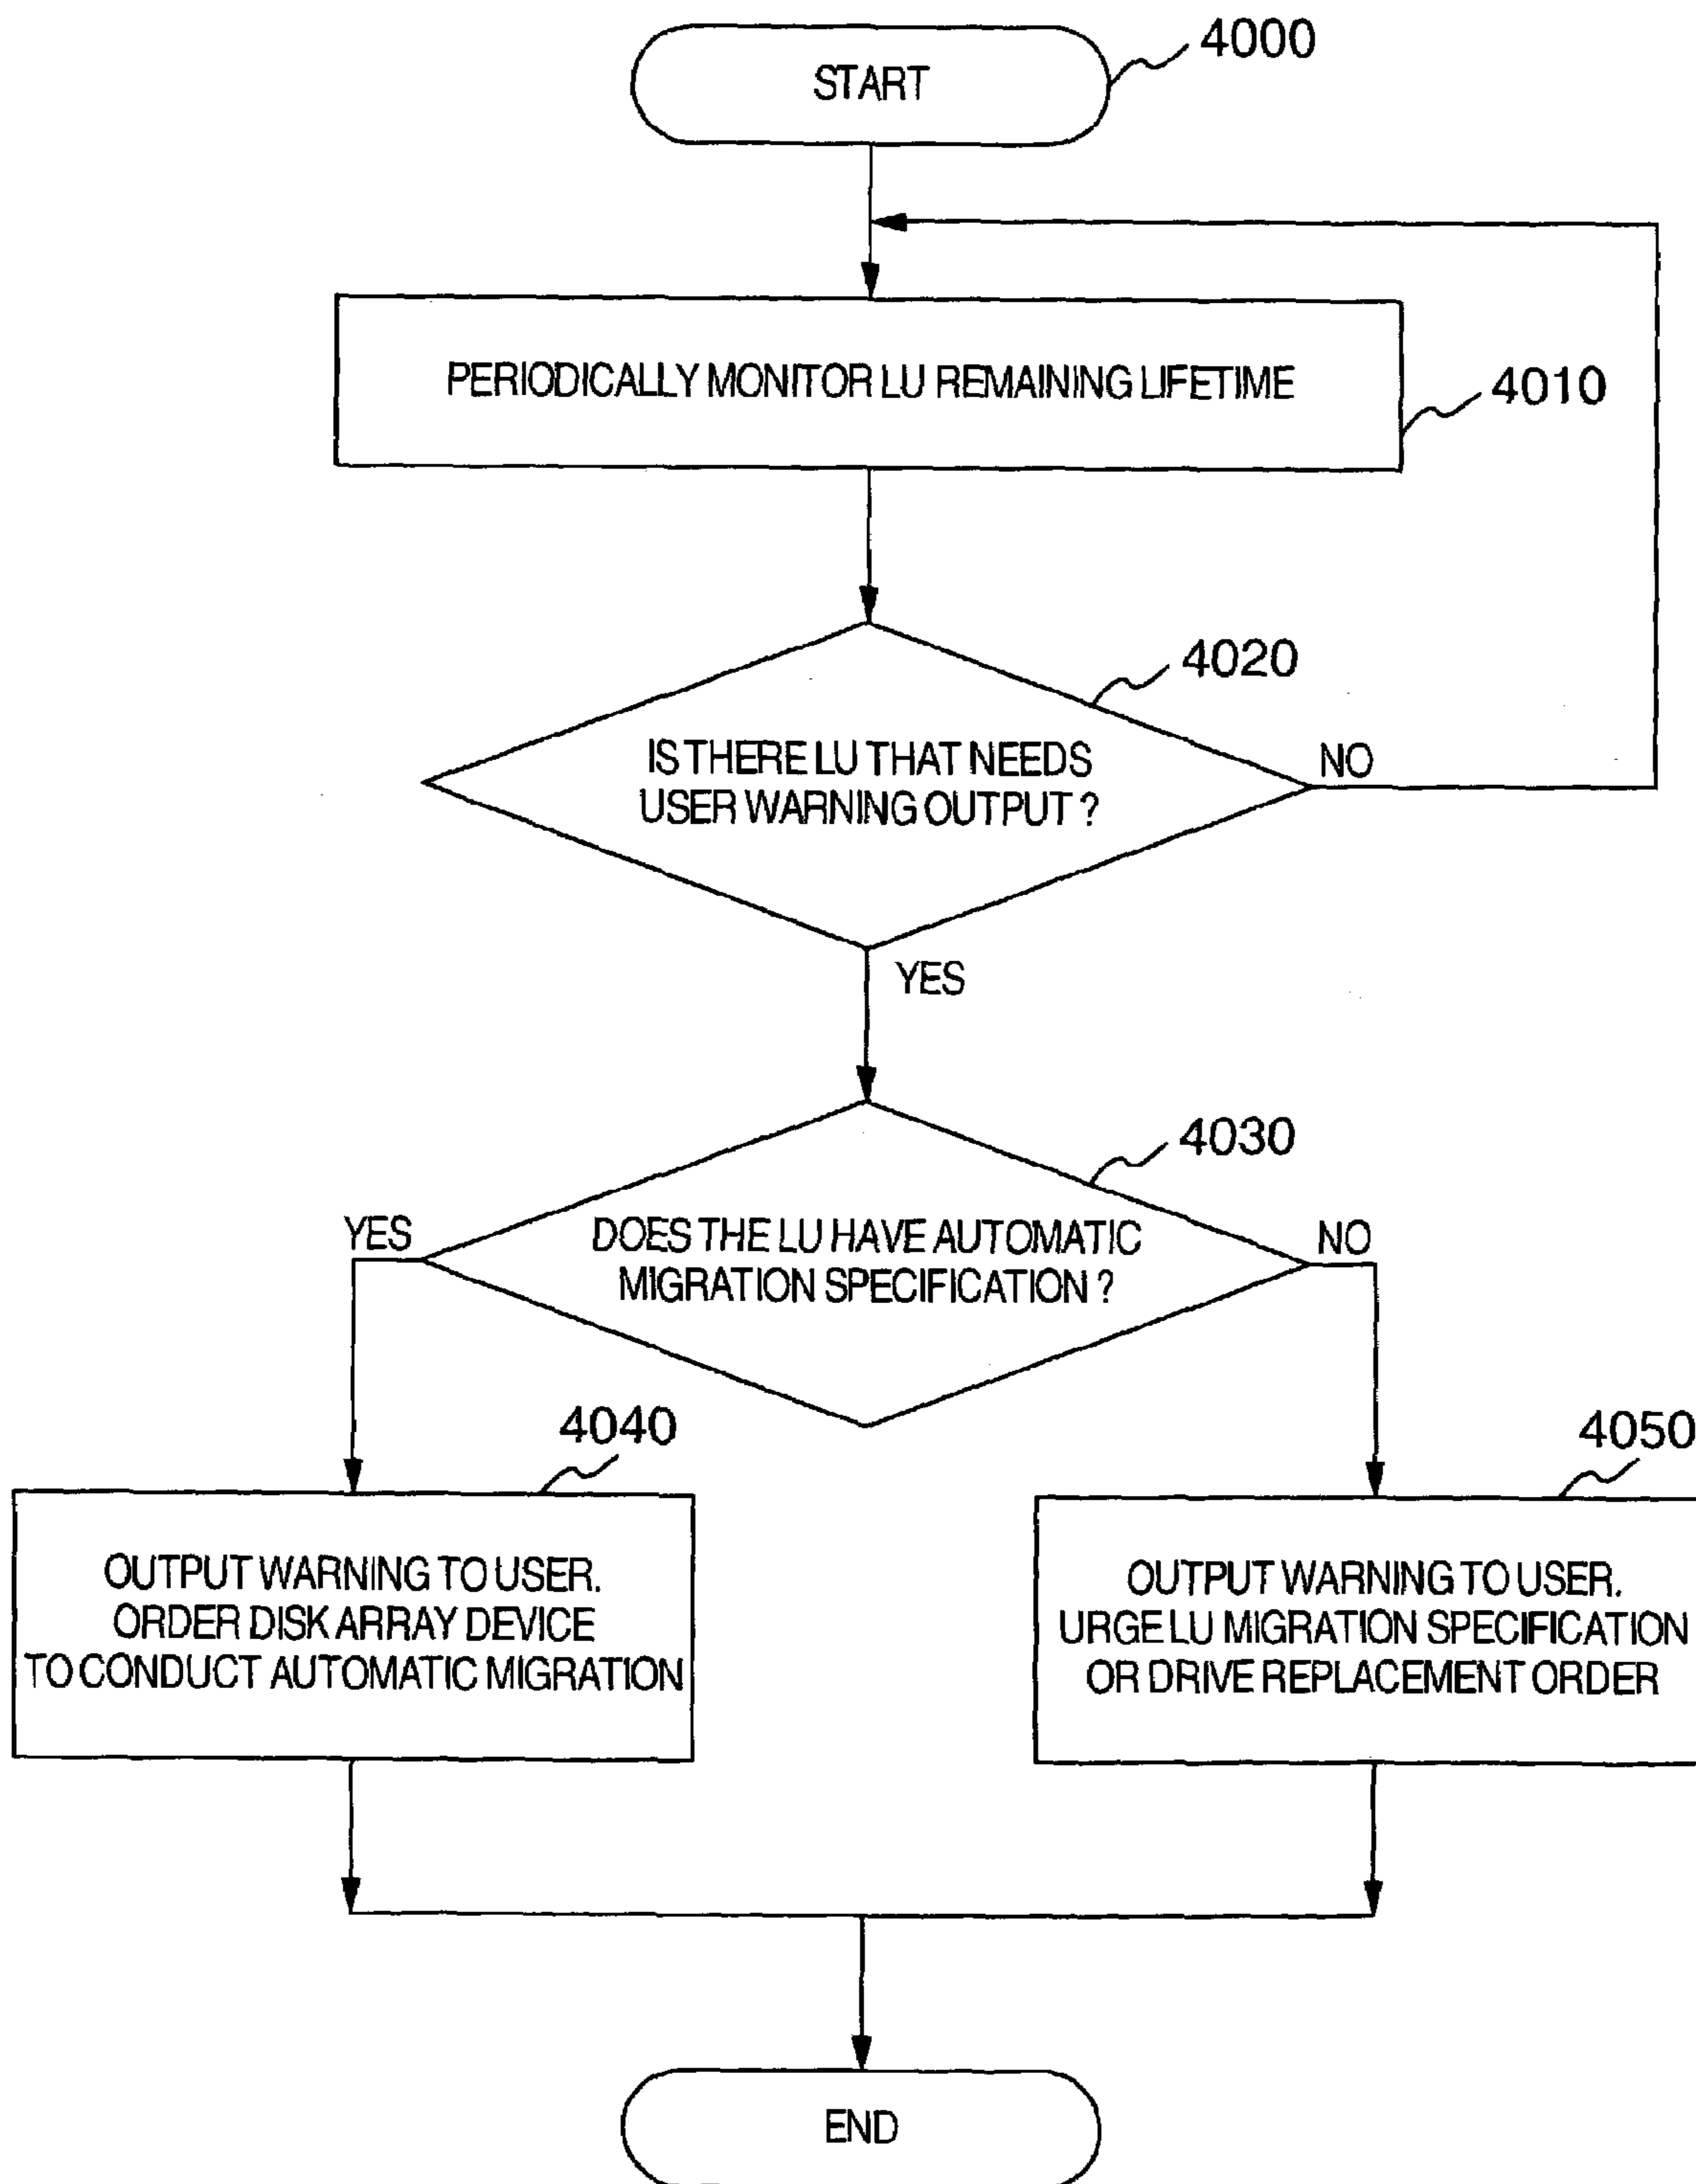 START
4000
PERIODICALLY MONITOR LU REMAINING LIFETIME
4010
4020
IS THERE LU THAT NEEDS
USER WARNING OUTPUT ?
NO
YES
4030
YES
DOES THE LU HAVE AUTOMATIC
MIGRATION SPECIFICATION ?
NO
4040
OUTPUT WARNING TO USER.
ORDER DISK ARRAY DEVICE
TO CONDUCT AUTOMATIC MIGRATION
4050
OUTPUT WARNING TO USER.
URGE LU MIGRATION SPECIFICATION
OR DRIVE REPLACEMENT ORDER
END